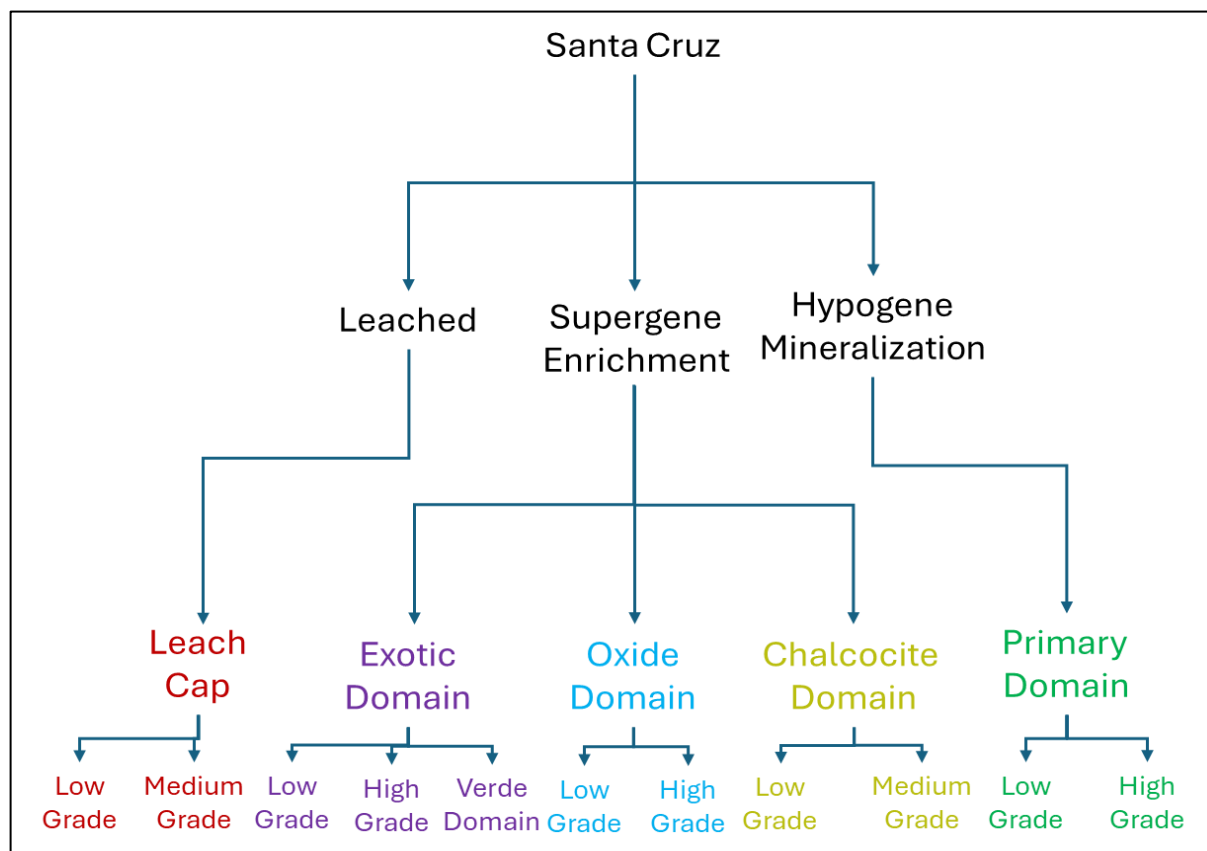 Santa Cruz
Leached
Supergene
Enrichment
Hypogene
Mineralization
Leach
Cap
Exotic
Domain
Oxide
Domain
Chalcocite
Domain
Primary
Domain
Low
Grade
Medium
Grade
Low
Grade
High
Grade
Verde
Domain
Low
Grade
High
Grade
Low
Grade
Medium
Grade
Low
Grade
High
Grade